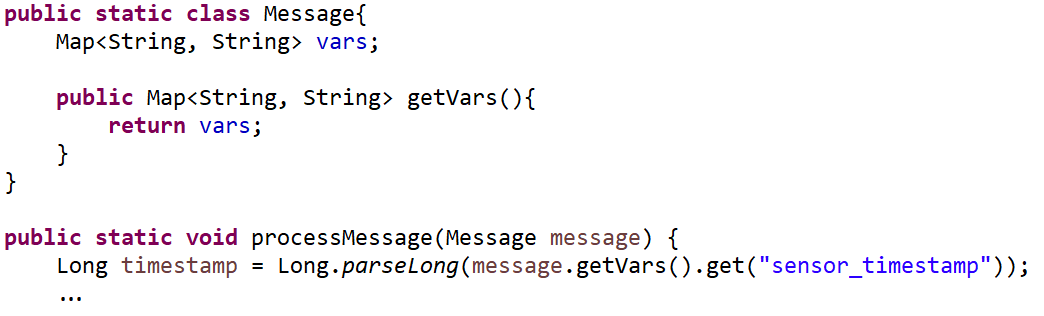 public static class Message{
    Map<String, String> vars;

    public Map<String, String> getVars(){
        return vars;
    }
}

public static void processMessage(Message message) {
    Long timestamp = Long.parseLong(message.getVars().get("sensor_timestamp"));
    ...